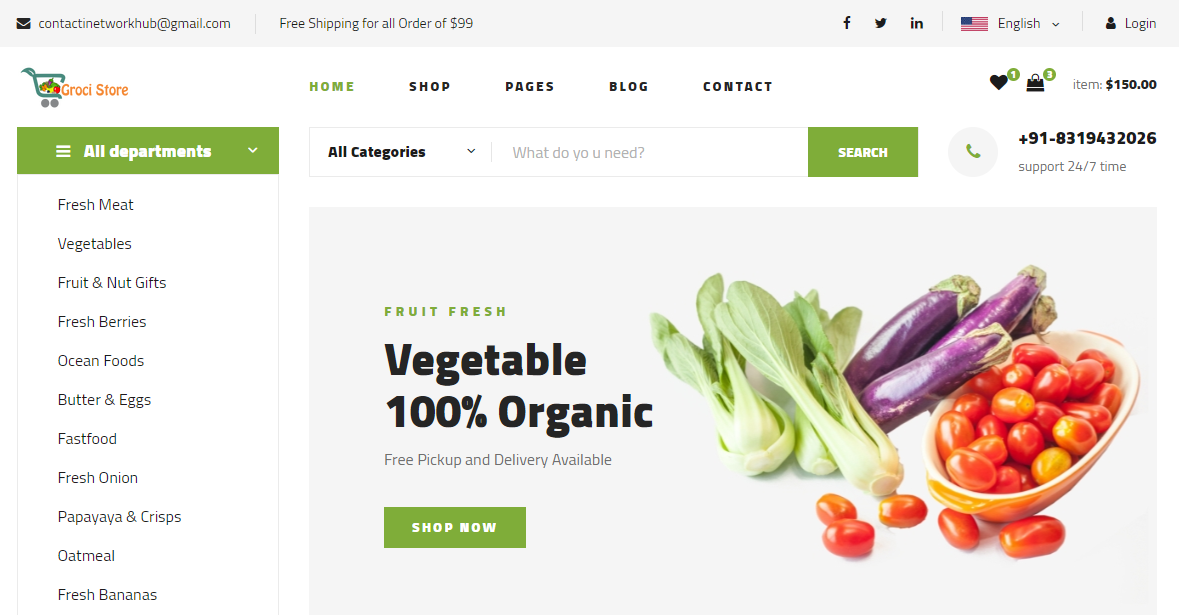 contactinetworkhub@gmail.com
Free Shipping for all Order of $99
English
Login
Groci Store
HOME
SHOP
PAGES
BLOG
CONTACT
1
3
item: $150.00
All departments
All Categories
What do yo u need?
SEARCH
+91-8319432026
support 24/7 time
Fresh Meat
Vegetables
Fruit & Nut Gifts
Fresh Berries
Ocean Foods
Butter & Eggs
Fastfood
Fresh Onion
Papayaya & Crisps
Oatmeal
Fresh Bananas
FRUIT FRESH
Vegetable
100% Organic
Free Pickup and Delivery Available
SHOP NOW